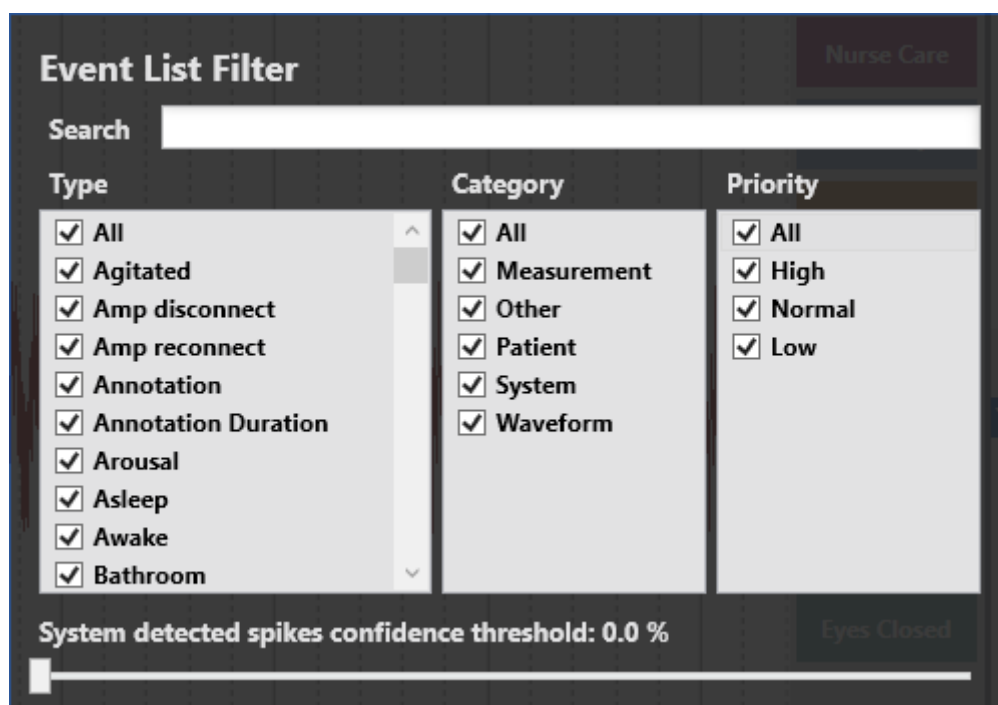 Nurse Care
Event List Filter
Search
Type
All
Agitated
Amp disconnect
Amp reconnect
Annotation
Annotation Duration
Arousal
Asleep
Awake
Bathroom
Category
All
Measurement
Other
Patient
System
Waveform
Priority
All
High
Normal
Low
System detected spikes confidence threshold: 0.0 %
Eyes Closed